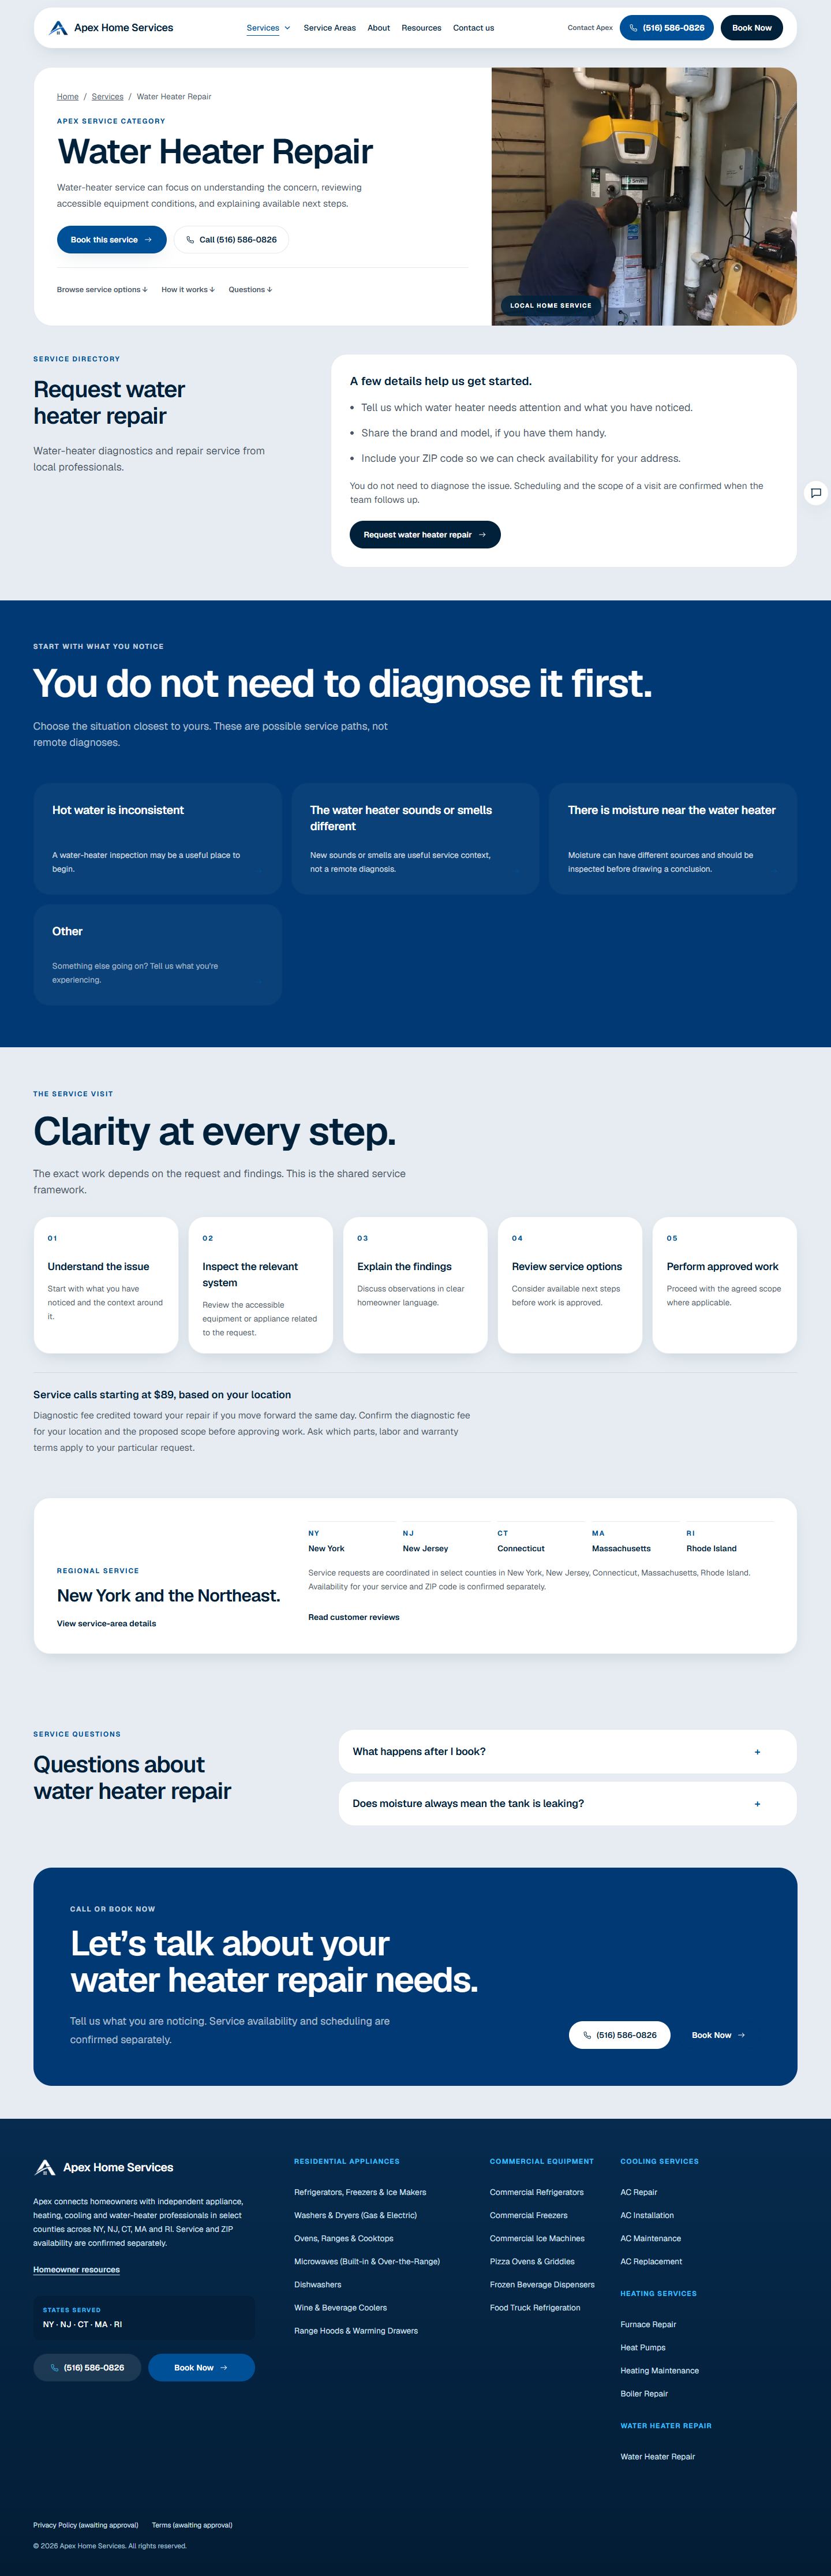 Apex Home Services
Services
Service Areas
About
Resources
Contact us
Contact Apex
(516) 586-0826
Book Now
Home / Services / Water Heater Repair
APEX SERVICE CATEGORY
Water Heater Repair
Water-heater service can focus on understanding the concern, reviewing
accessible equipment conditions, and explaining available next steps.
Book this service →
Call (516) 586-0826
Browse service options ↓
How it works ↓
Questions ↓
LOCAL HOME SERVICE
SERVICE DIRECTORY
Request water
heater repair
Water-heater diagnostics and repair service from
local professionals.
A few details help us get started.
• Tell us which water heater needs attention and what you have noticed.
• Share the brand and model, if you have them handy.
• Include your ZIP code so we can check availability for your address.
You do not need to diagnose the issue. Scheduling and the scope of a visit are confirmed when the
team follows up.
Request water heater repair →
START WITH WHAT YOU NOTICE
You do not need to diagnose it first.
Choose the situation closest to yours. These are possible service paths, not
remote diagnoses.
Hot water is inconsistent
A water-heater inspection may be a useful place to
begin.
The water heater sounds or smells
different
New sounds or smells are useful service context,
not a remote diagnosis.
There is moisture near the water heater
Moisture can have different sources and should be
inspected before drawing a conclusion.
Other
Something else going on? Tell us what you're
experiencing.
THE SERVICE VISIT
Clarity at every step.
The exact work depends on the request and findings. This is the shared service
framework.
01
Understand the issue
Start with what you have
noticed and the context around
it.
02
Inspect the relevant
system
Review the accessible
equipment or appliance related
to the request.
03
Explain the findings
Discuss observations in clear
homeowner language.
04
Review service options
Consider available next steps
before work is approved.
05
Perform approved work
Proceed with the agreed scope
where applicable.
Service calls starting at $89, based on your location
Diagnostic fee credited toward your repair if you move forward the same day. Confirm the diagnostic fee
for your location and the proposed scope before approving work. Ask which parts, labor and warranty
terms apply to your particular request.
REGIONAL SERVICE
New York and the Northeast.
View service-area details
NY
New York
NJ
New Jersey
CT
Connecticut
MA
Massachusetts
RI
Rhode Island
Service requests are coordinated in select counties in New York, New Jersey, Connecticut, Massachusetts, Rhode Island.
Availability for your service and ZIP code is confirmed separately.
Read customer reviews
SERVICE QUESTIONS
Questions about
water heater repair
What happens after I book? +
Does moisture always mean the tank is leaking? +
CALL OR BOOK NOW
Let's talk about your
water heater repair needs.
Tell us what you are noticing. Service availability and scheduling are
confirmed separately.
(516) 586-0826
Book Now →
Apex Home Services
Apex connects homeowners with independent appliance,
heating, cooling and water-heater professionals in select
counties across NY, NJ, CT, MA and RI. Service and ZIP
availability are confirmed separately.
Homeowner resources
STATES SERVED
NY · NJ · CT · MA · RI
(516) 586-0826
Book Now →
RESIDENTIAL APPLIANCES
Refrigerators, Freezers & Ice Makers
Washers & Dryers (Gas & Electric)
Ovens, Ranges & Cooktops
Microwaves (Built-in & Over-the-Range)
Dishwashers
Wine & Beverage Coolers
Range Hoods & Warming Drawers
COMMERCIAL EQUIPMENT
Commercial Refrigerators
Commercial Freezers
Commercial Ice Machines
Pizza Ovens & Griddles
Frozen Beverage Dispensers
Food Truck Refrigeration
COOLING SERVICES
AC Repair
AC Installation
AC Maintenance
AC Replacement
HEATING SERVICES
Furnace Repair
Heat Pumps
Heating Maintenance
Boiler Repair
WATER HEATER REPAIR
Water Heater Repair
Privacy Policy (awaiting approval)
Terms (awaiting approval)
© 2026 Apex Home Services. All rights reserved.